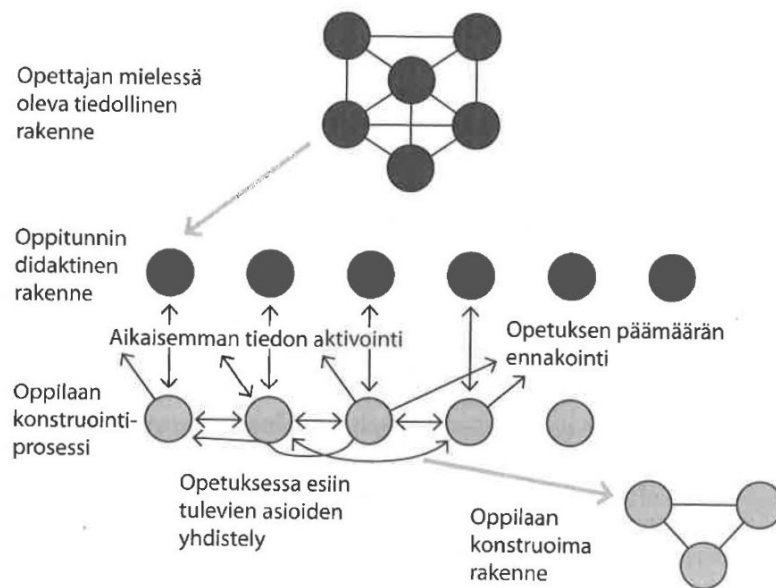 Opettajan mielessä
oleva tiedollinen
rakenne
Oppitunnin
didaktinen
rakenne
Aikaisemman tiedon aktivointi
Opetuksen päämäärän
ennakointi
Oppilaan
konstruointi-
prosessi
Opetuksessa esiin
tulevien asioiden
yhdistely
Oppilaan
konstruoima
rakenne